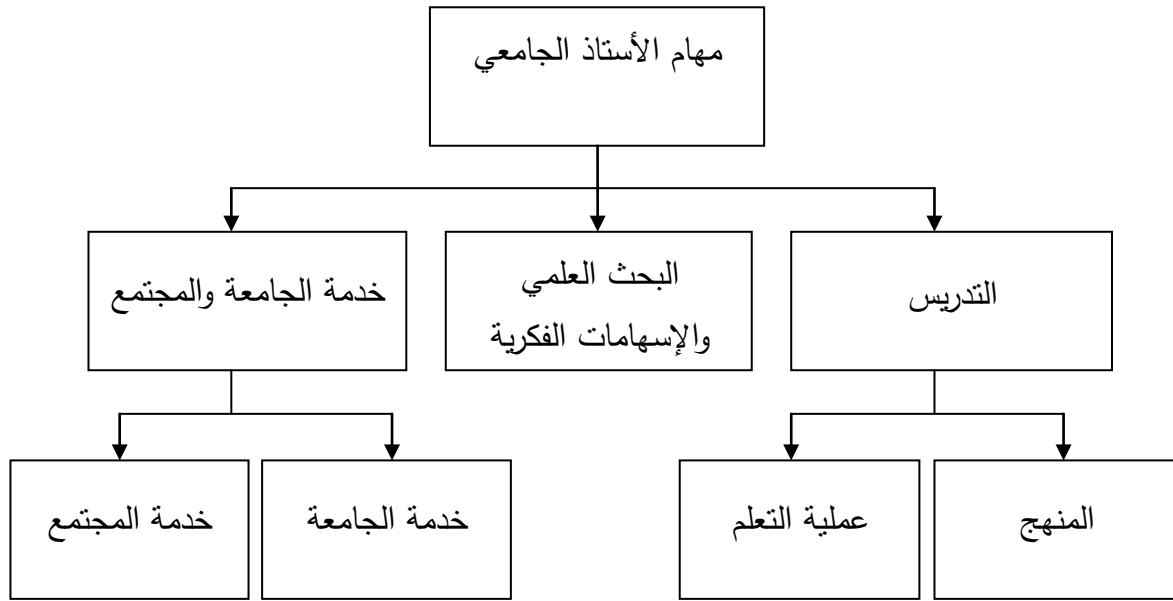 مهام الأستاذ الجامعي
التدريس
البحث العلمي
والإسهامات الفكرية
خدمة الجامعة والمجتمع
المنهج
عملية التعلم
خدمة الجامعة
خدمة المجتمع